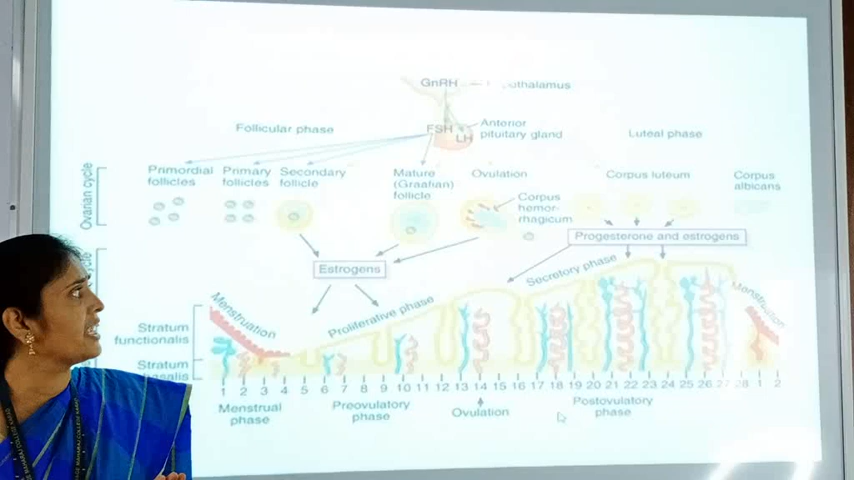 GnRH
Follicular phase
FSH
LH
Anterior
pituitary gland
Luteal phase
Primordial
follicles
Primary
follicles
Secondary
follicle
Mature
(Graafian)
follicle
Ovulation
Corpus
hemor-
rhagicum
Corpus luteum
Corpus
albicans
Ovarian cycle
Estrogens
Progesterone and estrogens
Menstruation
Proliferative phase
Secretory phase
Menstruation
Stratum
functionalis
Stratum
1 2 3 4 5 6 7 8 9 10 11 12 13 14 15 16 17 18 19 20 21 22 23 24 25 26 27 28 1 2
Menstrual
phase
Preovulatory
phase
Ovulation
Postovulatory
phase